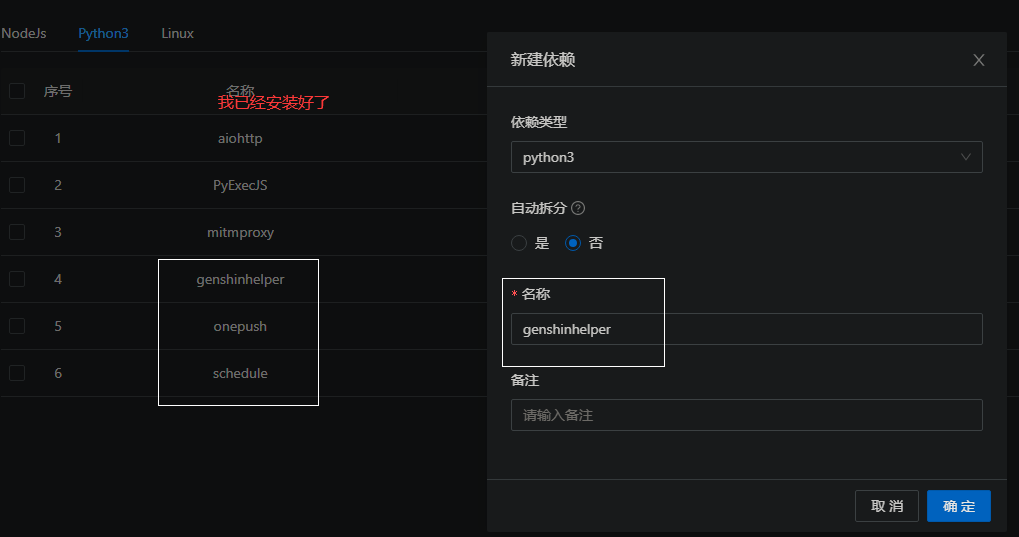 NodeJs Python3 Linux
序号 名称
我已经安装好了
1 aiohttp
2 PyExecJS
3 mitmproxy
4 genshinhelper
5 onepush
6 schedule
新建依赖
依赖类型
python3
自动拆分
是 否
* 名称
genshinhelper
备注
请输入备注
取 消 确 定